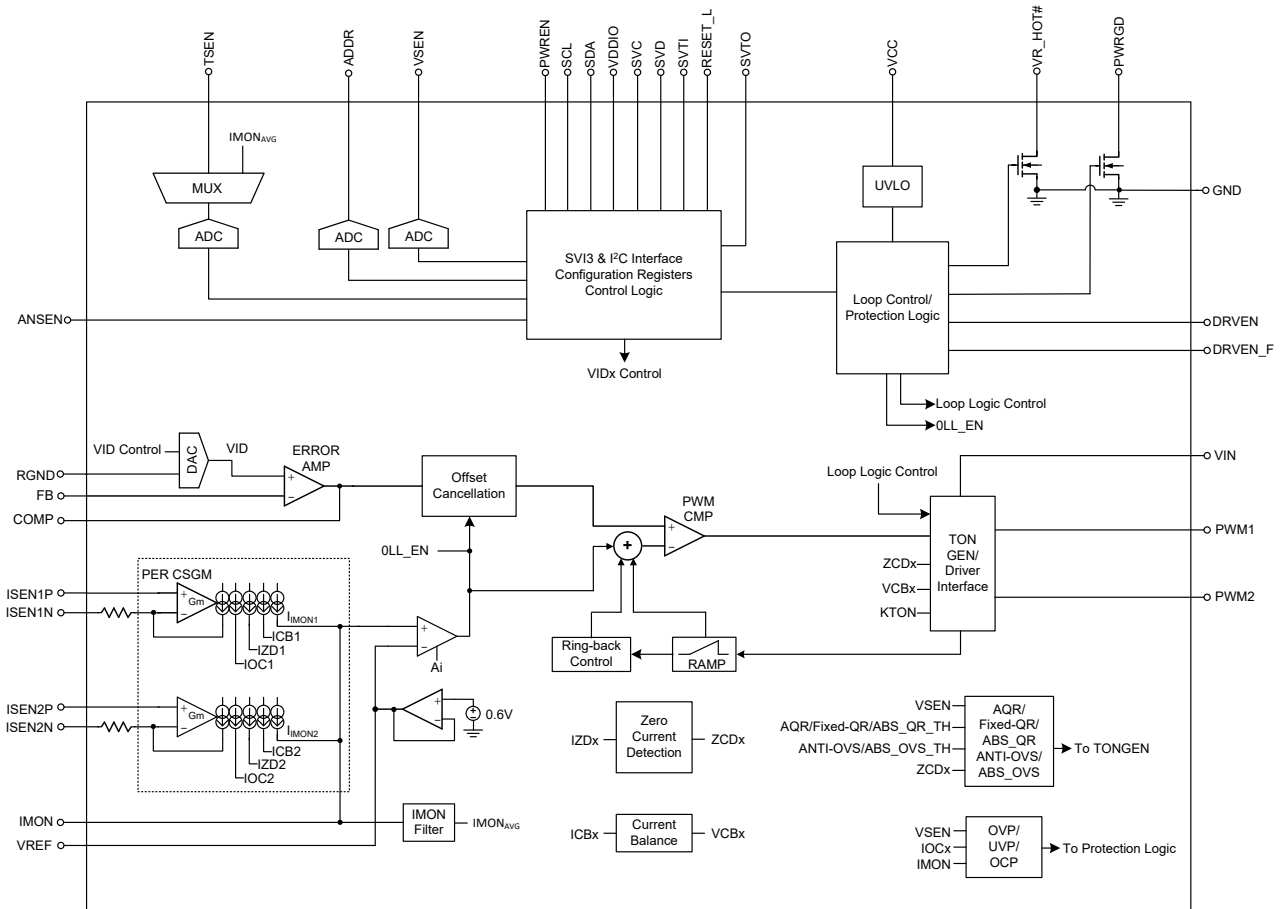 TSEN
ADDR
VSEN
PWREN
SCL
SDA
VDDIO
SVC
SVD
SVTI
RESET_L
SVTO
VCC
VR_HOT#
PWRGD
IMONAVG
MUX
ADC
ADC
ADC
UVLO
GND
SVI3 & I²C Interface
Configuration Registers
Control Logic
Loop Control/
Protection Logic
ANSEN
DRVEN
DRVEN_F
VIDx Control
Loop Logic Control
0LL_EN
VID Control
DAC
VID
ERROR
AMP
RGND
FB
COMP
+
−
Offset
Cancellation
0LL_EN
PWM
CMP
+
−
+
Loop Logic Control
VIN
TON
GEN/
Driver
Interface
PWM1
PWM2
ZCDx
VCBx
KTON
PER CSGM
ISEN1P
ISEN1N
+
−
Gm
IIMON1
ICB1
IZD1
IOC1
+
−
Ai
Ring-back
Control
RAMP
ISEN2P
ISEN2N
+
−
Gm
IIMON2
ICB2
IZD2
IOC2
+
−
0.6V
IZDx
Zero
Current
Detection
ZCDx
VSEN
AQR/Fixed-QR/ABS_QR_TH
ANTI-OVS/ABS_OVS_TH
ZCDx
AQR/
Fixed-QR/
ABS_QR
ANTI-OVS/
ABS_OVS
To TONGEN
IMON
VREF
IMON
Filter
IMONAVG
ICBx
Current
Balance
VCBx
VSEN
IOCx
IMON
OVP/
UVP/
OCP
To Protection Logic